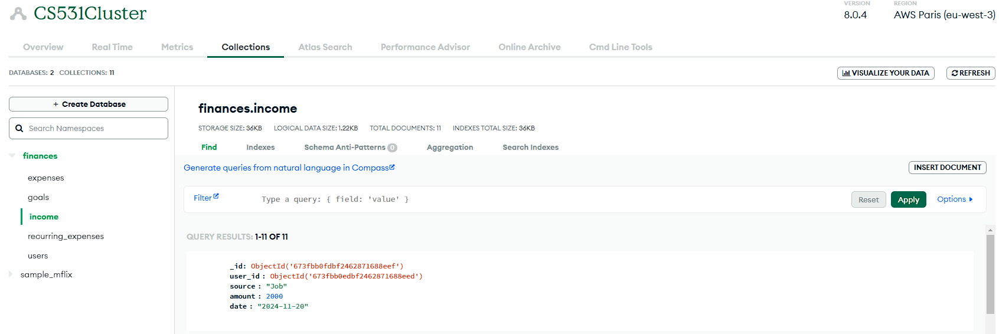 CS531Cluster
VERSION
8.0.4
REGION
AWS Paris (eu-west-3)
Overview Real Time Metrics Collections Atlas Search Performance Advisor Online Archive Cmd Line Tools
DATABASES: 2 COLLECTIONS: 11
VISUALIZE YOUR DATA REFRESH
+ Create Database
Search Namespaces
finances
expenses
goals
income
recurring_expenses
users
sample_mflix
finances.income
STORAGE SIZE: 36KB LOGICAL DATA SIZE: 1.22KB TOTAL DOCUMENTS: 11 INDEXES TOTAL SIZE: 36KB
Find Indexes Schema Anti-Patterns 0 Aggregation Search Indexes
Generate queries from natural language in Compass
INSERT DOCUMENT
Filter Type a query: { field: 'value' } Reset Apply Options
QUERY RESULTS: 1-11 OF 11
_id: ObjectId('673fbb0fdbf2462871688eef')
user_id : ObjectId('673fbb0edbf2462871688eed')
source : "Job"
amount : 2000
date : "2024-11-20"